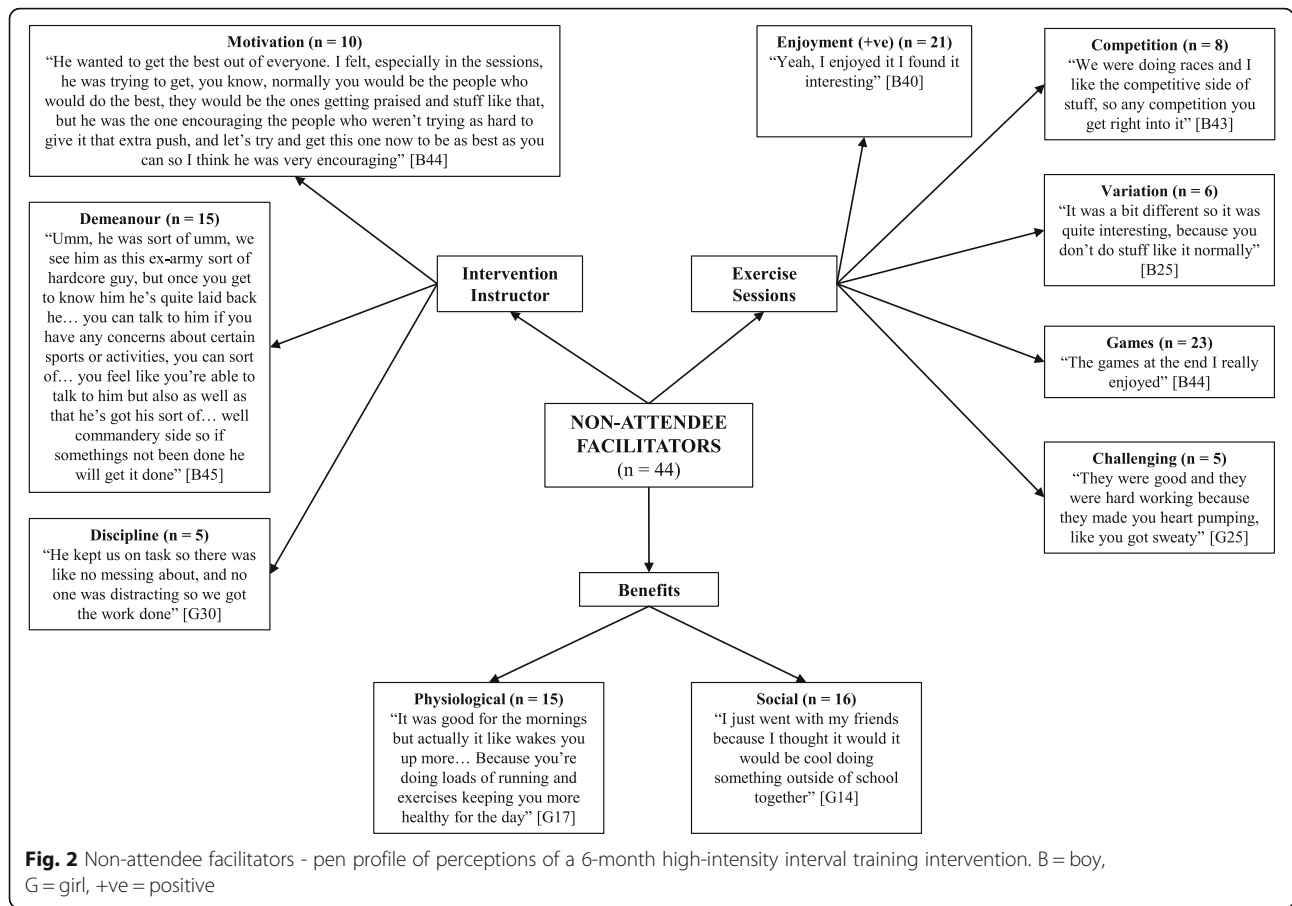 Motivation (n = 10)
“He wanted to get the best out of everyone. I felt, especially in the sessions,
he was trying to get, you know, normally you would be the people who
would do the best, they would be the ones getting praised and stuff like that,
but he was the one encouraging the people who weren’t trying as hard to
give it that extra push, and let’s try and get this one now to be as best as you
can so I think he was very encouraging” [B44]
Demeanour (n = 15)
“Umm, he was sort of umm, we
see him as this ex-army sort of
hardcore guy, but once you get
to know him he’s quite laid back
he… you can talk to him if you
have any concerns about certain
sports or activities, you can sort
of… you feel like you’re able to
talk to him but also as well as
that he’s got his sort of… well
commandery side so if
somethings not been done he
will get it done” [B45]
Discipline (n = 5)
“He kept us on task so there was
like no messing about, and no
one was distracting so we got
the work done” [G30]
Intervention
Instructor
Enjoyment (+ve) (n = 21)
“Yeah, I enjoyed it I found it
interesting” [B40]
Competition (n = 8)
“We were doing races and I
like the competitive side of
stuff, so any competition you
get right into it” [B43]
Variation (n = 6)
“It was a bit different so it was
quite interesting, because you
don’t do stuff like it normally”
[B25]
Exercise
Sessions
Games (n = 23)
“The games at the end I really
enjoyed” [B44]
Challenging (n = 5)
“They were good and they
were hard working because
they made you heart pumping,
like you got sweaty” [G25]
NON-ATTENDEE
FACILITATORS
(n = 44)
Benefits
Physiological (n = 15)
“It was good for the mornings
but actually it like wakes you
up more… Because you’re
doing loads of running and
exercises keeping you more
healthy for the day” [G17]
Social (n = 16)
“I just went with my friends
because I thought it would it
would be cool doing
something outside of school
together” [G14]
Fig. 2 Non-attendee facilitators - pen profile of perceptions of a 6-month high-intensity interval training intervention. B = boy,
G = girl, +ve = positive